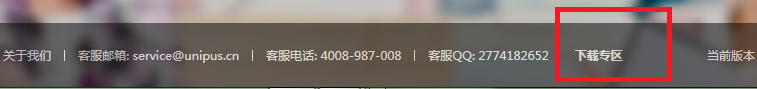 关于我们 | 客服邮箱: service@unipus.cn | 客服电话: 4008-987-008 | 客服QQ: 2774182652 下载专区 当前版本